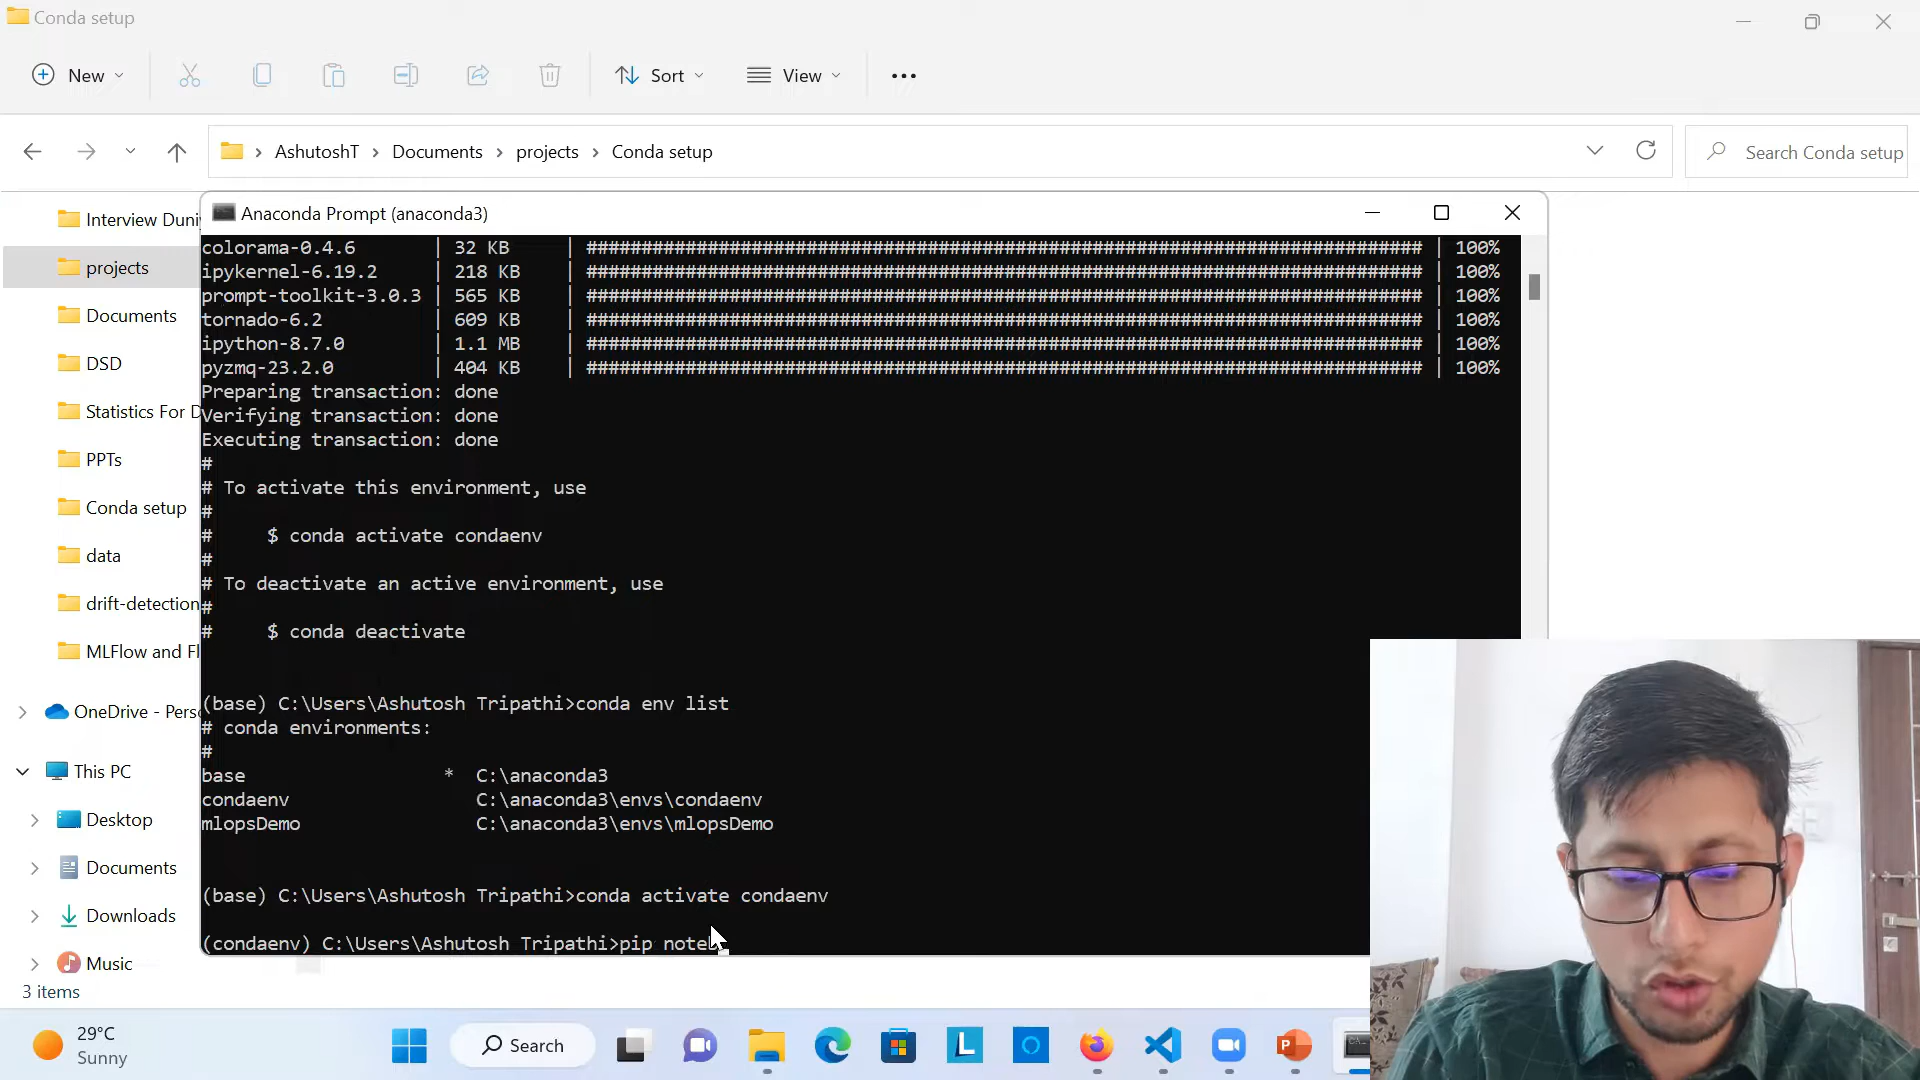 Conda setup
New
Sort
View
AshutoshT > Documents > projects > Conda setup
Search Conda setup
Interview Duni
projects
Documents
DSD
Statistics For D
PPTs
Conda setup
data
drift-detection
MLFlow and Fl
OneDrive - Perso
This PC
Desktop
Documents
Downloads
Music
3 items
Anaconda Prompt (anaconda3)
colorama-0.4.6 | 32 KB | ############################################################################ | 100%
ipykernel-6.19.2 | 218 KB | ############################################################################ | 100%
prompt-toolkit-3.0.3 | 565 KB | ############################################################################ | 100%
tornado-6.2 | 609 KB | ############################################################################ | 100%
ipython-8.7.0 | 1.1 MB | ############################################################################ | 100%
pyzmq-23.2.0 | 404 KB | ############################################################################ | 100%
Preparing transaction: done
Verifying transaction: done
Executing transaction: done
#
# To activate this environment, use
#
# $ conda activate condaenv
#
# To deactivate an active environment, use
#
# $ conda deactivate
(base) C:\Users\Ashutosh Tripathi>conda env list
# conda environments:
#
base * C:\anaconda3
condaenv C:\anaconda3\envs\condaenv
mlopsDemo C:\anaconda3\envs\mlopsDemo
(base) C:\Users\Ashutosh Tripathi>conda activate condaenv
(condaenv) C:\Users\Ashutosh Tripathi>pip noteb
29°C
Sunny
Search